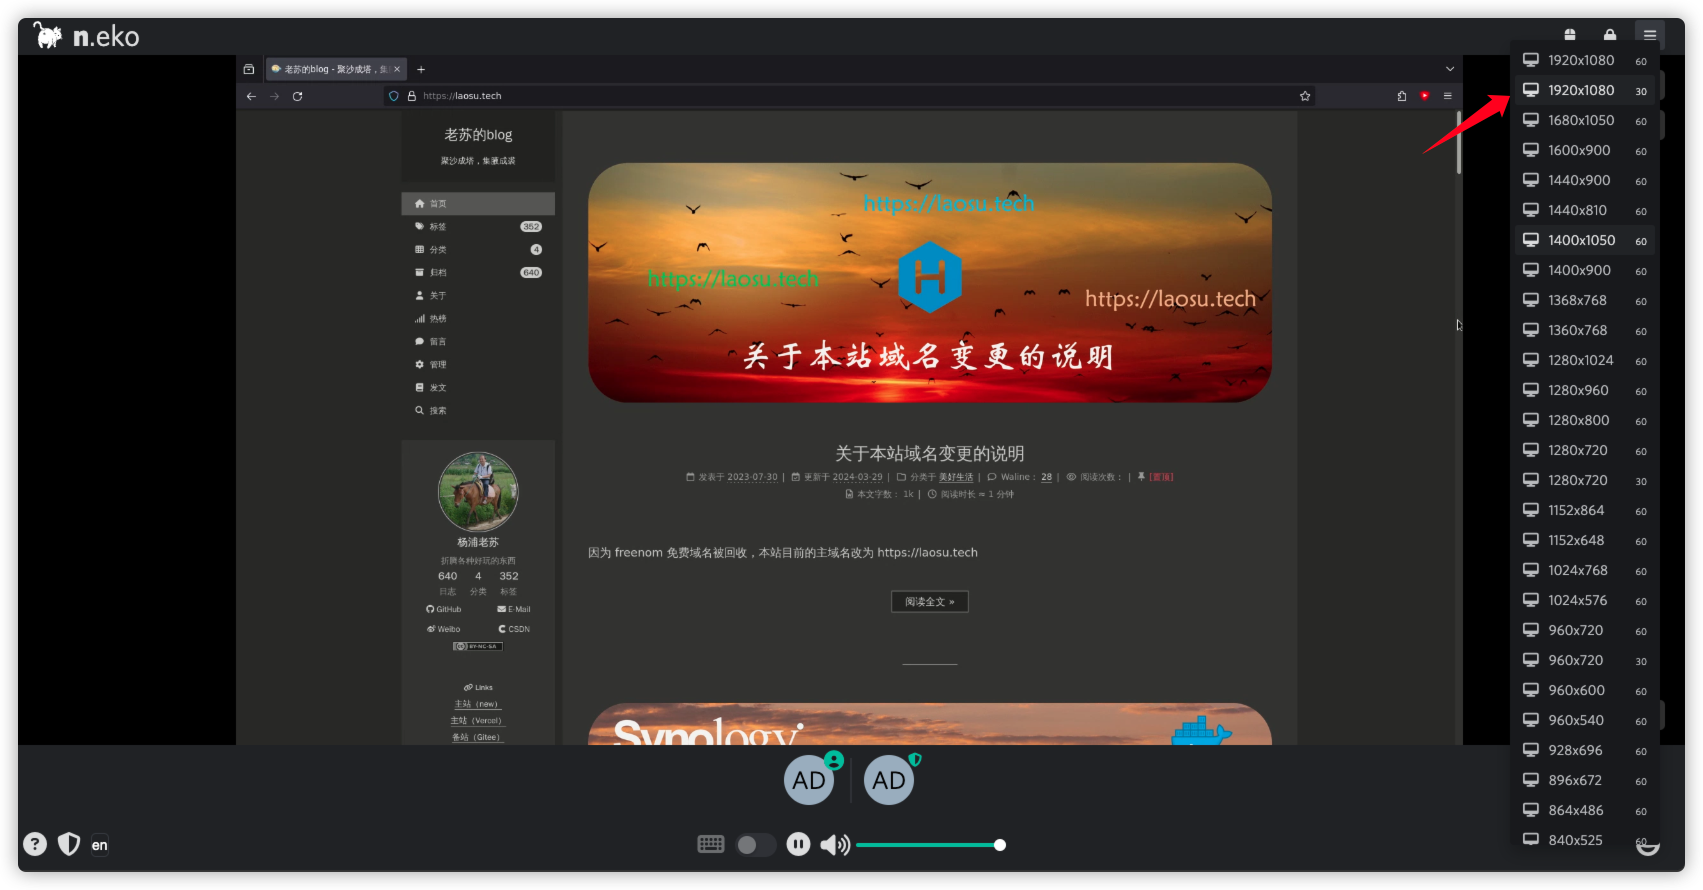 n.eko
老苏的blog - 聚沙成塔，集
https://laosu.tech
老苏的blog
聚沙成塔，集腋成裘
首页
标签 352
分类 4
归档 640
关于
热榜
留言
管理
发文
搜索
https://laosu.tech
https://laosu.tech
https://laosu.tech
关于本站域名变更的说明
关于本站域名变更的说明
发表于 2023-07-30 | 更新于 2024-03-29 | 分类于 美好生活 | Waline： 28 | 阅读次数： | [置顶]
本文字数： 1k | 阅读时长 ≈ 1 分钟
因为 freenom 免费域名被回收，本站目前的主域名改为 https://laosu.tech
阅读全文 »
Synology
杨浦老苏
折腾各种好玩的东西
640 4 352
日志 分类 标签
GitHub E-Mail
Weibo CSDN
BY-NC-SA
Links
主站（new）
主站（Vercel）
备站（Gitee）
1920x1080 60
1920x1080 30
1680x1050 60
1600x900 60
1440x900 60
1440x810 60
1400x1050 60
1400x900 60
1368x768 60
1360x768 60
1280x1024 60
1280x960 60
1280x800 60
1280x720 60
1280x720 30
1152x864 60
1152x648 60
1024x768 60
1024x576 60
960x720 60
960x720 30
960x600 60
960x540 60
928x696 60
896x672 60
864x486 60
840x525 60
AD AD
en